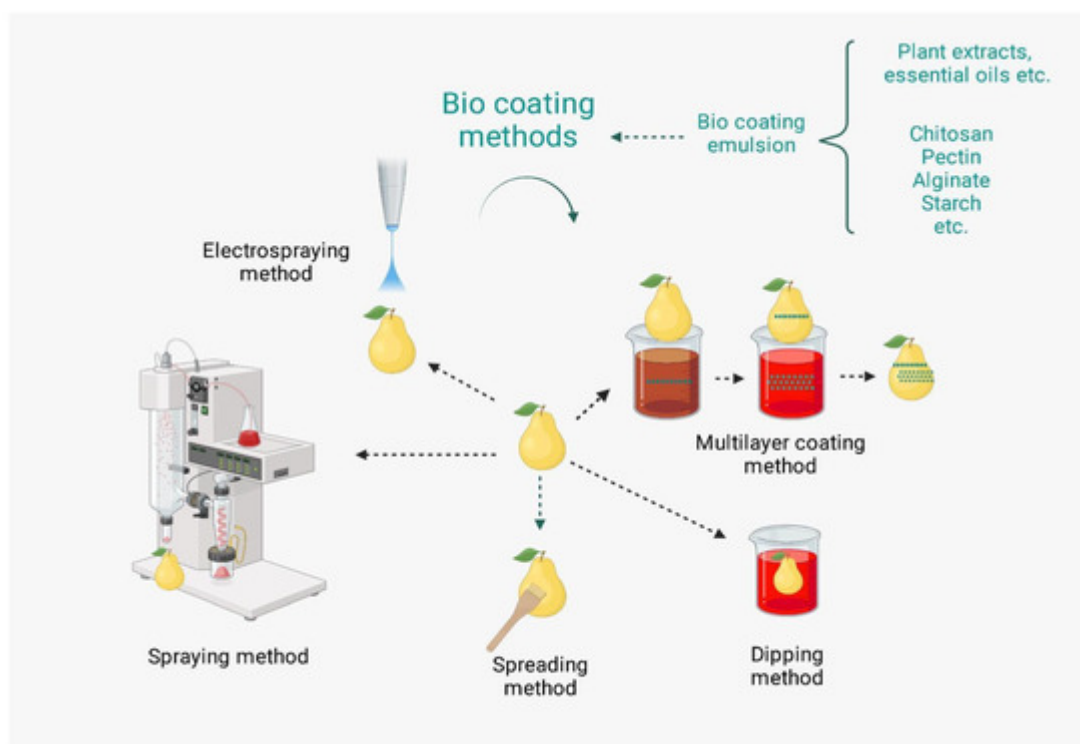 Plant extracts,
essential oils etc.
Bio coating
methods
Bio coating
emulsion
Chitosan
Pectin
Alginate
Starch
etc.
Electrospraying
method
Multilayer coating
method
Spraying method
Spreading
method
Dipping
method